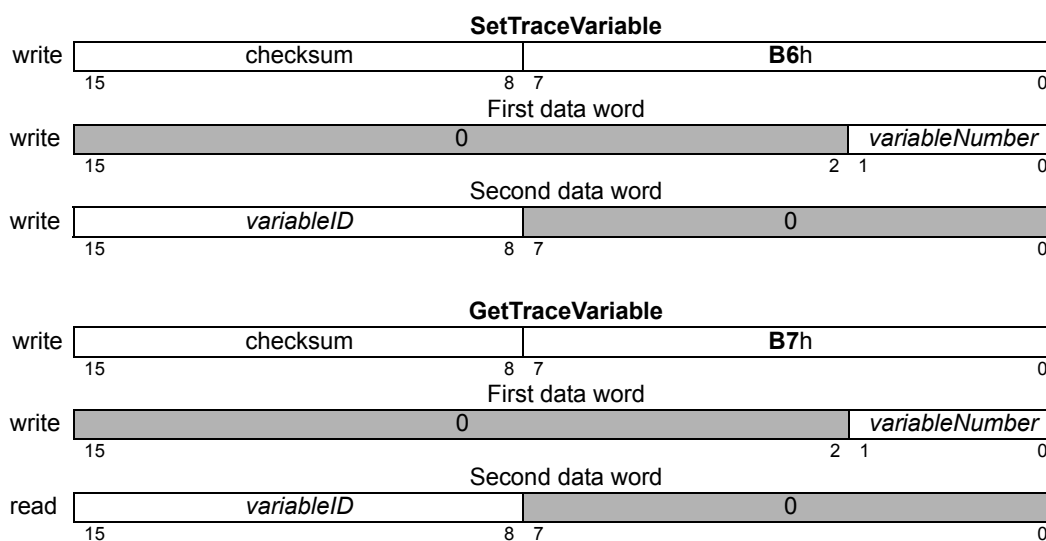 SetTraceVariable
write checksum B6h
15 8 7 0
First data word
write 0 variableNumber
15 2 1 0
Second data word
write variableID 0
15 8 7 0
GetTraceVariable
write checksum B7h
15 8 7 0
First data word
write 0 variableNumber
15 2 1 0
Second data word
read variableID 0
15 8 7 0